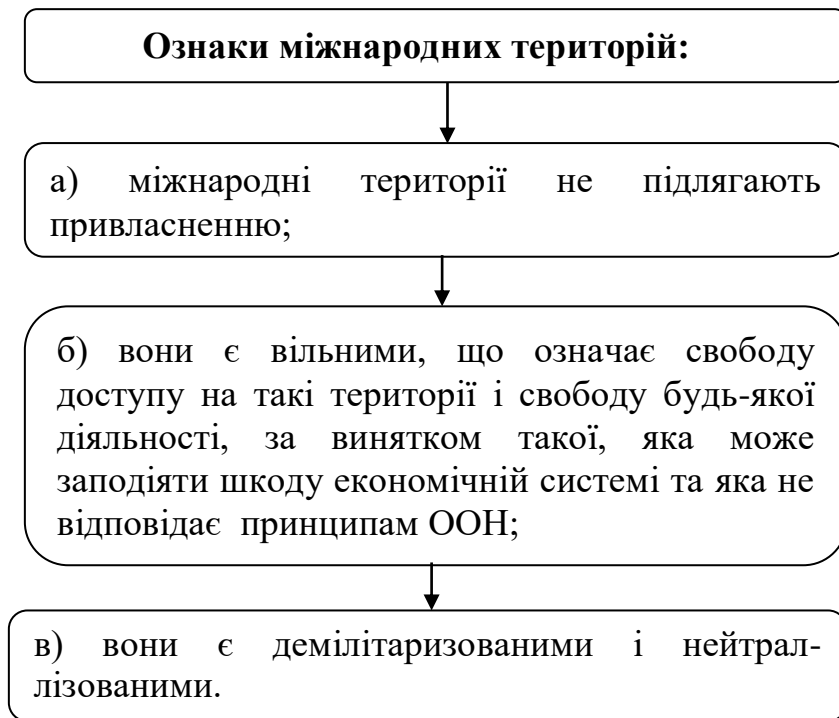 Ознаки міжнародних територій:
а) міжнародні території не підлягають
привласненню;
б) вони є вільними, що означає свободу
доступу на такі території і свободу будь-якої
діяльності, за винятком такої, яка може
заподіяти шкоду економічній системі та яка не
відповідає принципам ООН;
в) вони є демілітаризованими і нейтрал-
лізованими.